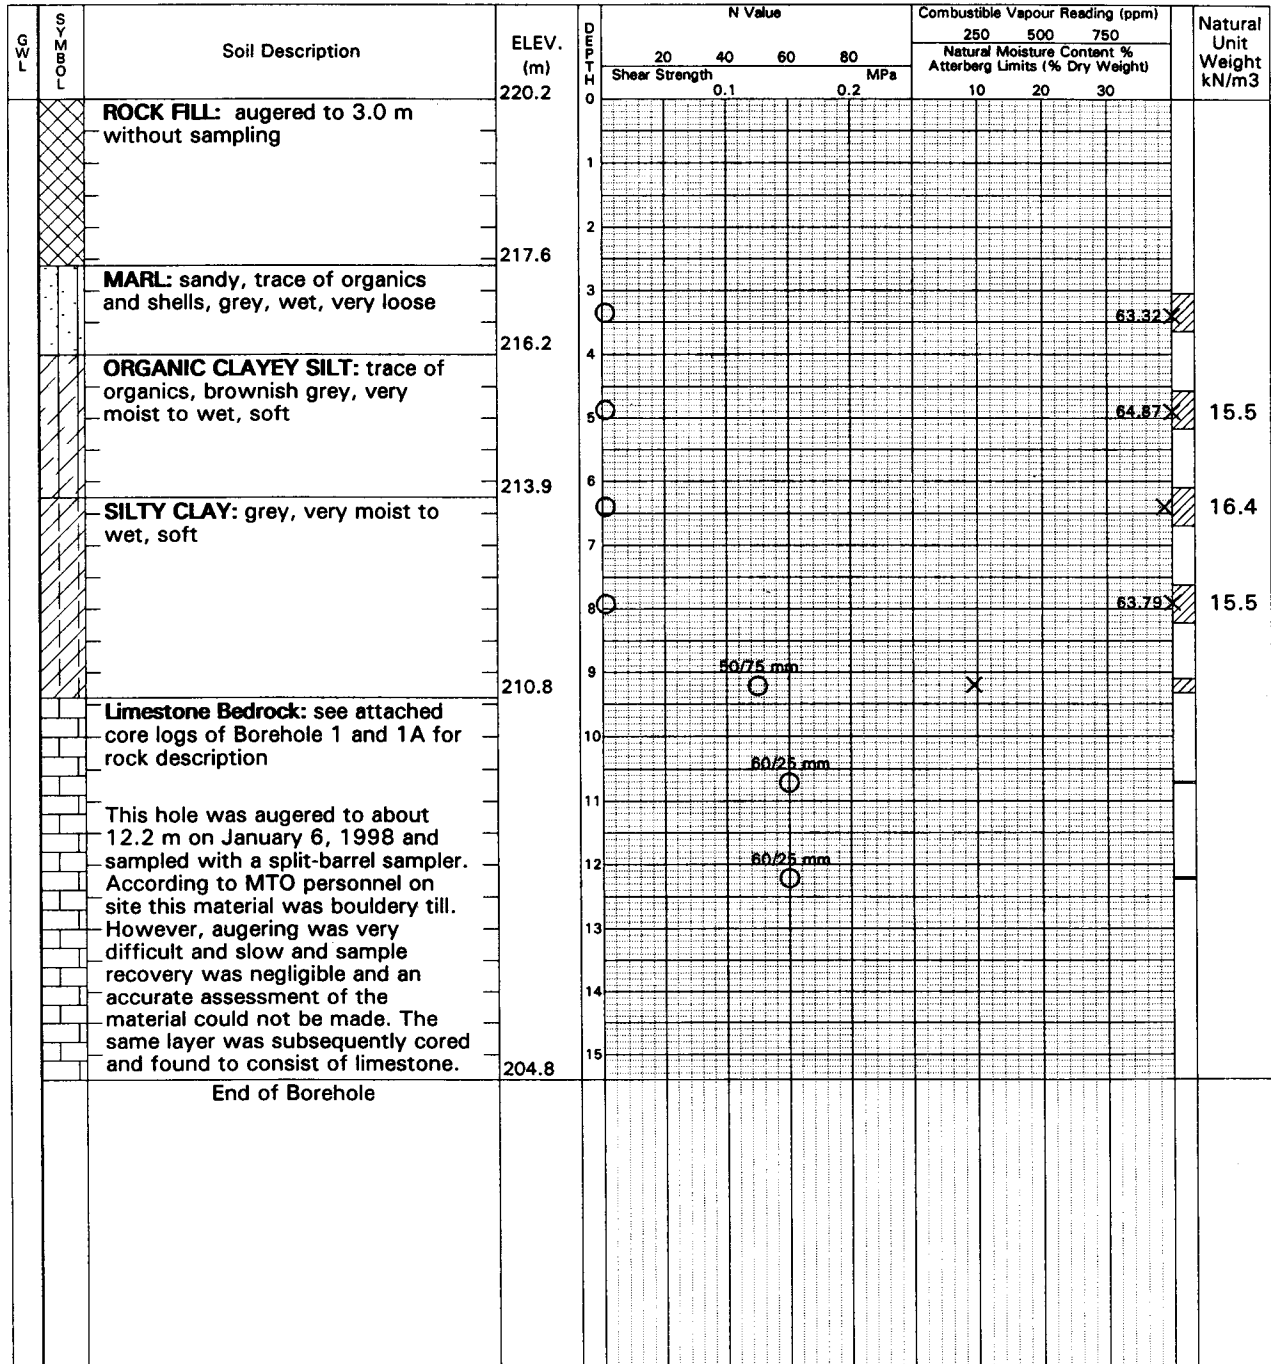 GWL
SYMBOL
Soil Description
ELEV.
(m)
220.2
DEPTH
0
N Value
20 40 60 80
Shear Strength MPa
0.1 0.2
Combustible Vapour Reading (ppm)
250 500 750
Natural Moisture Content %
Atterberg Limits (% Dry Weight)
10 20 30
Natural
Unit
Weight
kN/m3
ROCK FILL: augered to 3.0 m
without sampling
1
2
217.6
MARL: sandy, trace of organics
and shells, grey, wet, very loose
3
63.32
216.2
4
ORGANIC CLAYEY SILT: trace of
organics, brownish grey, very
moist to wet, soft
5
64.87
15.5
6
213.9
SILTY CLAY: grey, very moist to
wet, soft
16.4
7
8
63.79
15.5
50/75 mm
9
210.8
Limestone Bedrock: see attached
core logs of Borehole 1 and 1A for
rock description
10
60/25 mm
11
This hole was augered to about
12.2 m on January 6, 1998 and
sampled with a split-barrel sampler.
According to MTO personnel on
site this material was bouldery till.
However, augering was very
difficult and slow and sample
recovery was negligible and an
accurate assessment of the
material could not be made. The
same layer was subsequently cored
and found to consist of limestone.
60/25 mm
12
13
14
15
204.8
End of Borehole